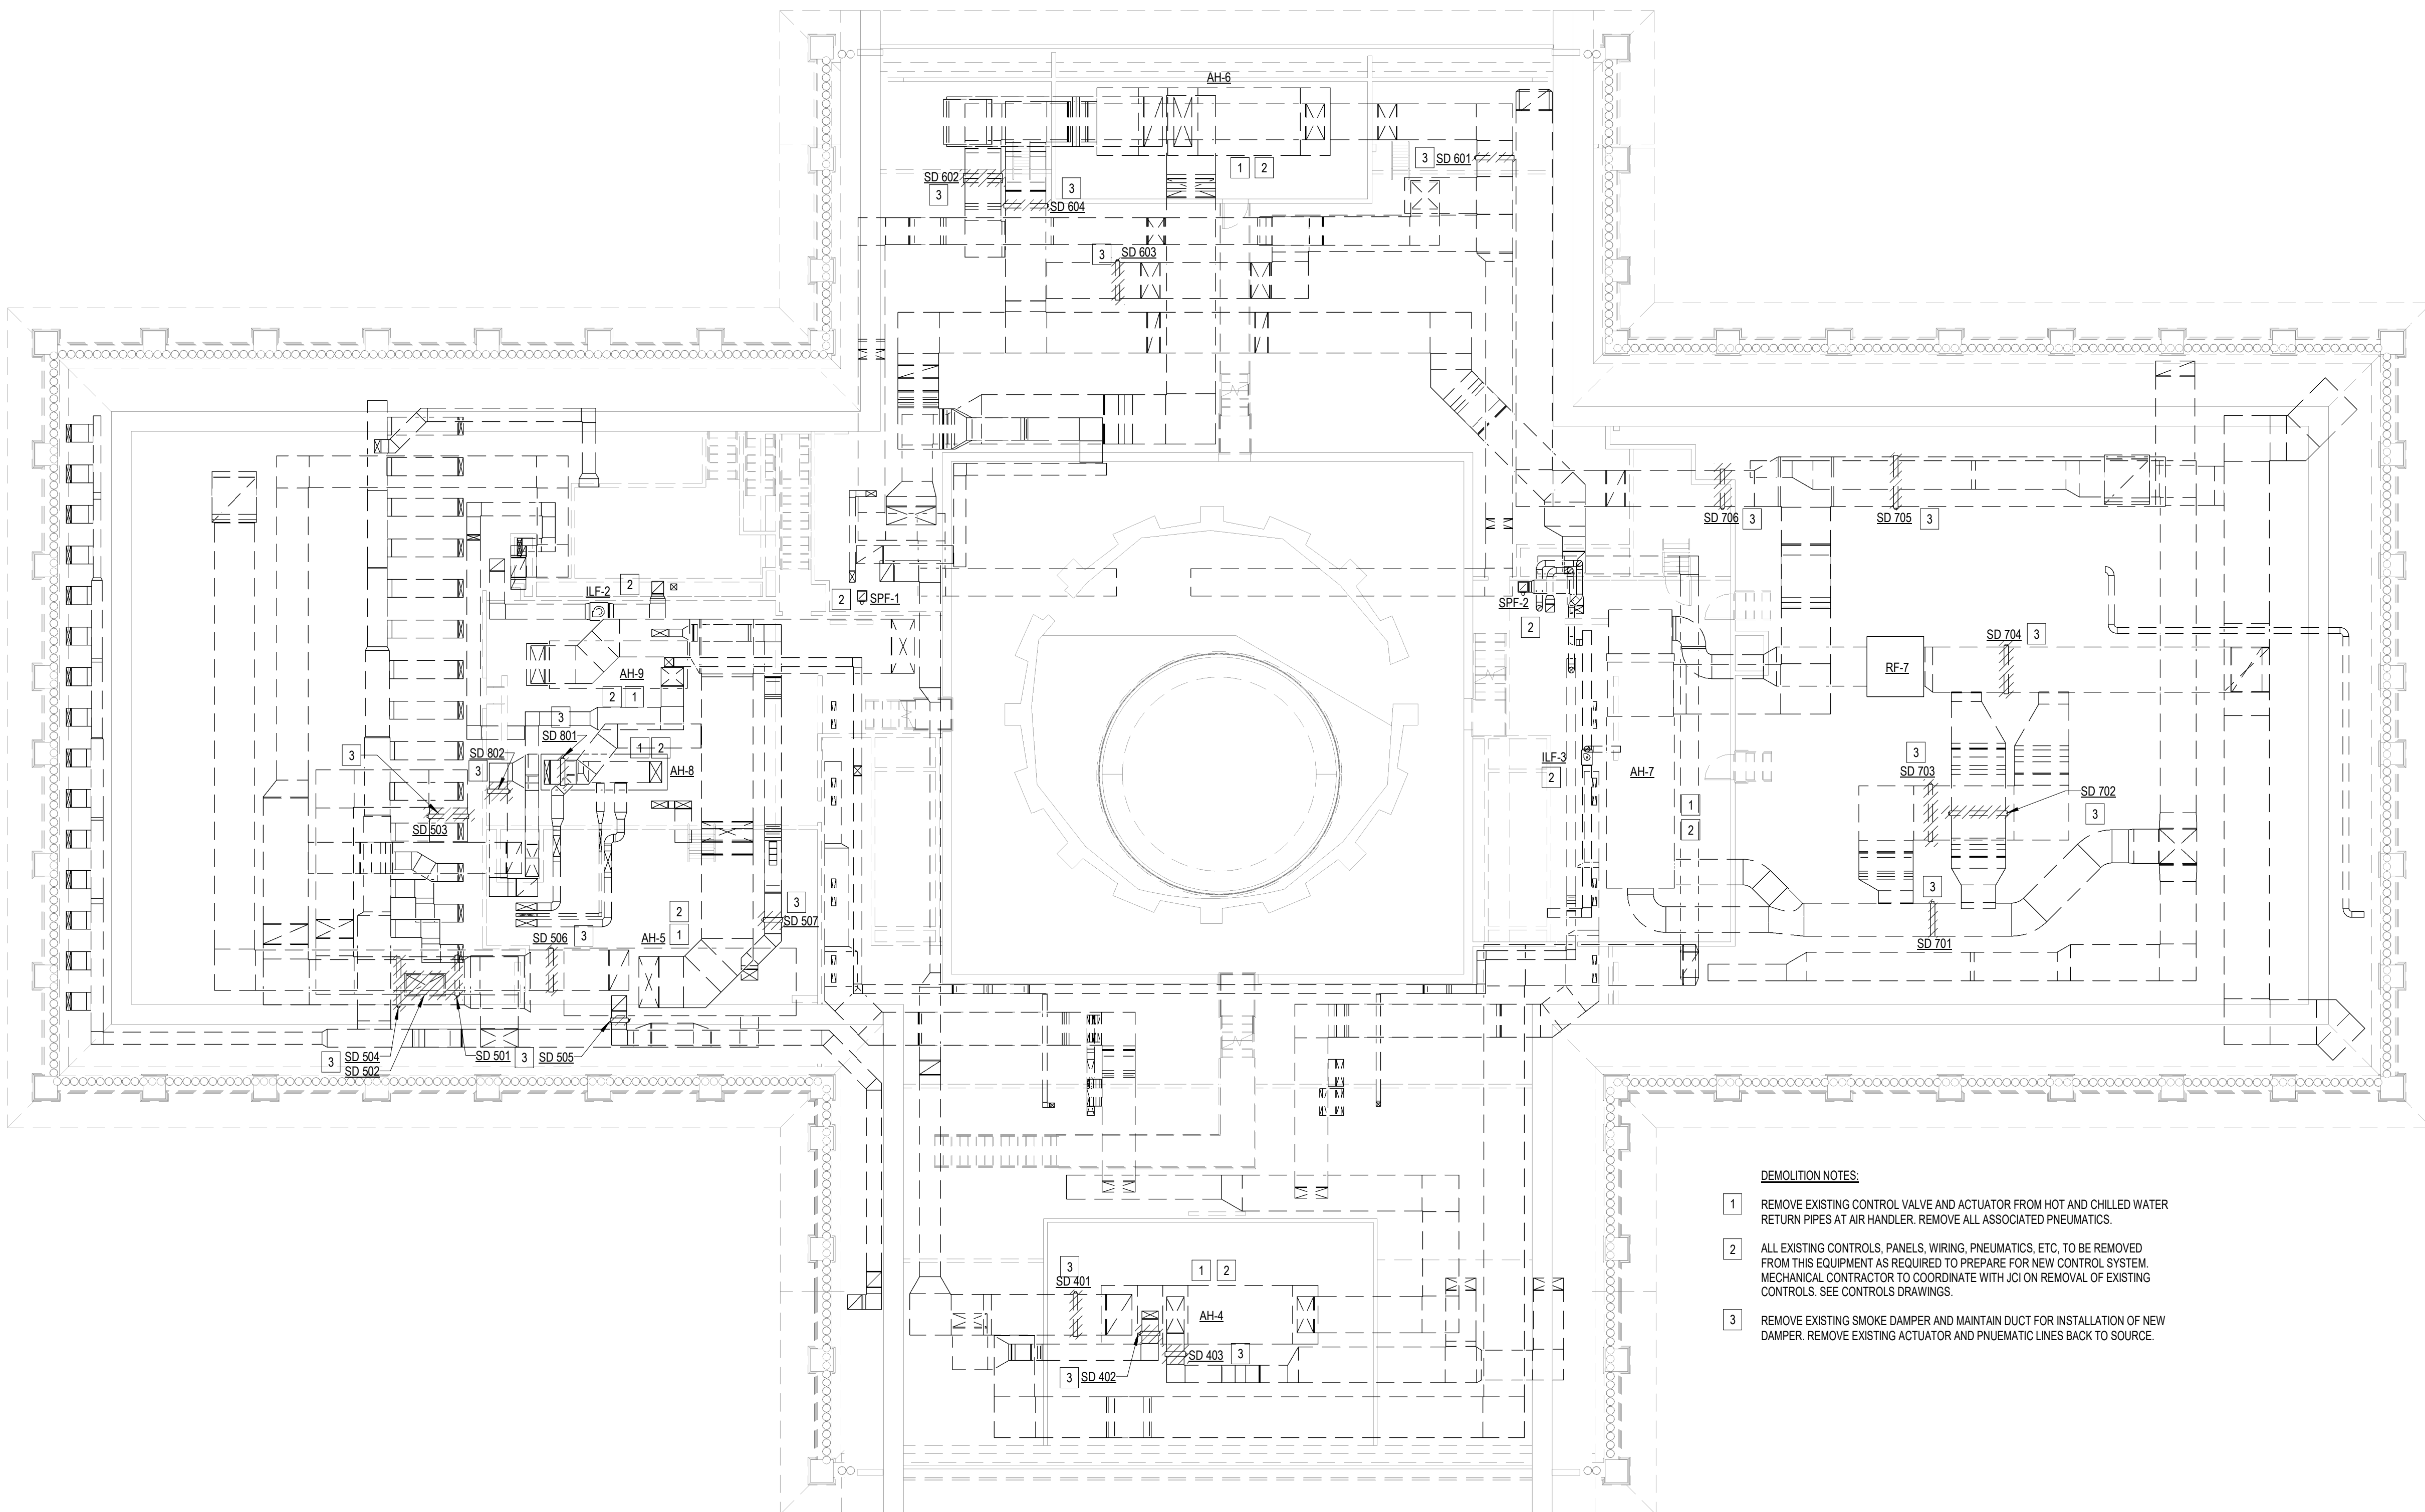 AH-6
3 SD 601
1 2
SD 602
3
3
SD 604
3 SD 603
ILF-2 2
2 SPF-1
SPF-2
2
SD 706 3
SD 705 3
SD 704 3
RF-7
AH-9
2 1
3
SD 801
1 2
AH-8
SD 802
3
3
SD 503
ILF-3
2
AH-7
1
2
3
SD 703
SD 702
3
3
SD 701
2
1
AH-5
3
SD 507
SD 506 3
3 SD 504
SD 502
SD 501 3
SD 505
3
SD 401
1 2
AH-4
SD 403 3
3 SD 402
DEMOLITION NOTES:
1 REMOVE EXISTING CONTROL VALVE AND ACTUATOR FROM HOT AND CHILLED WATER
RETURN PIPES AT AIR HANDLER. REMOVE ALL ASSOCIATED PNEUMATICS.
2 ALL EXISTING CONTROLS, PANELS, WIRING, PNEUMATICS, ETC, TO BE REMOVED
FROM THIS EQUIPMENT AS REQUIRED TO PREPARE FOR NEW CONTROL SYSTEM.
MECHANICAL CONTRACTOR TO COORDINATE WITH JCI ON REMOVAL OF EXISTING
CONTROLS. SEE CONTROLS DRAWINGS.
3 REMOVE EXISTING SMOKE DAMPER AND MAINTAIN DUCT FOR INSTALLATION OF NEW
DAMPER. REMOVE EXISTING ACTUATOR AND PNUEMATIC LINES BACK TO SOURCE.